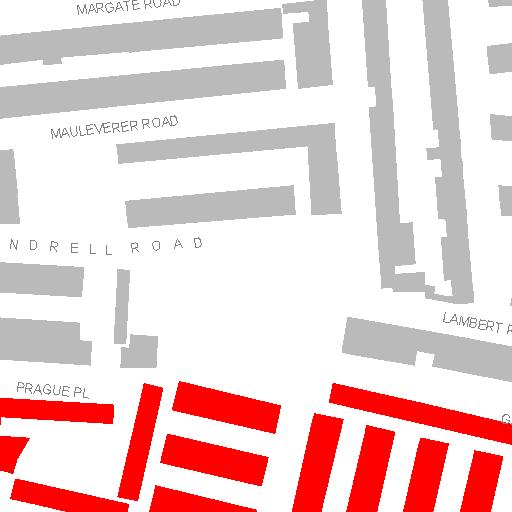 MARGATE ROAD
MAULEVERER ROAD
NDRELL ROAD
LAMBERT R
PRAGUE PL
G